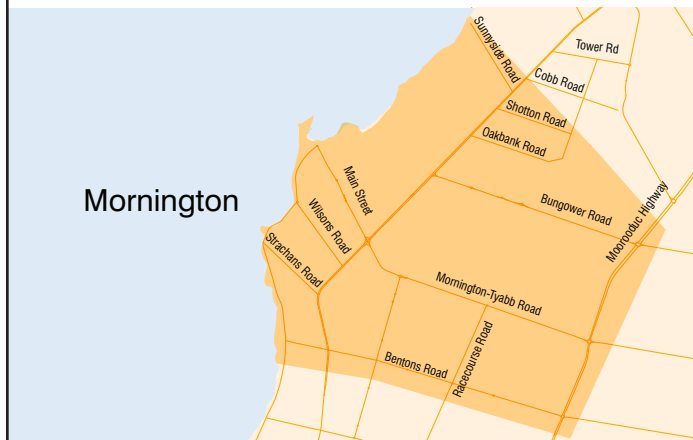 Sunnyside Road
Tower Rd
Cobb Road
Shotton Road
Oakbank Road
Main Street
Mornington
Wilsons Road
Bungower Road
Moorooduc Highway
Strachans Road
Mornington-Tyabb Road
Racecourse Road
Bentons Road